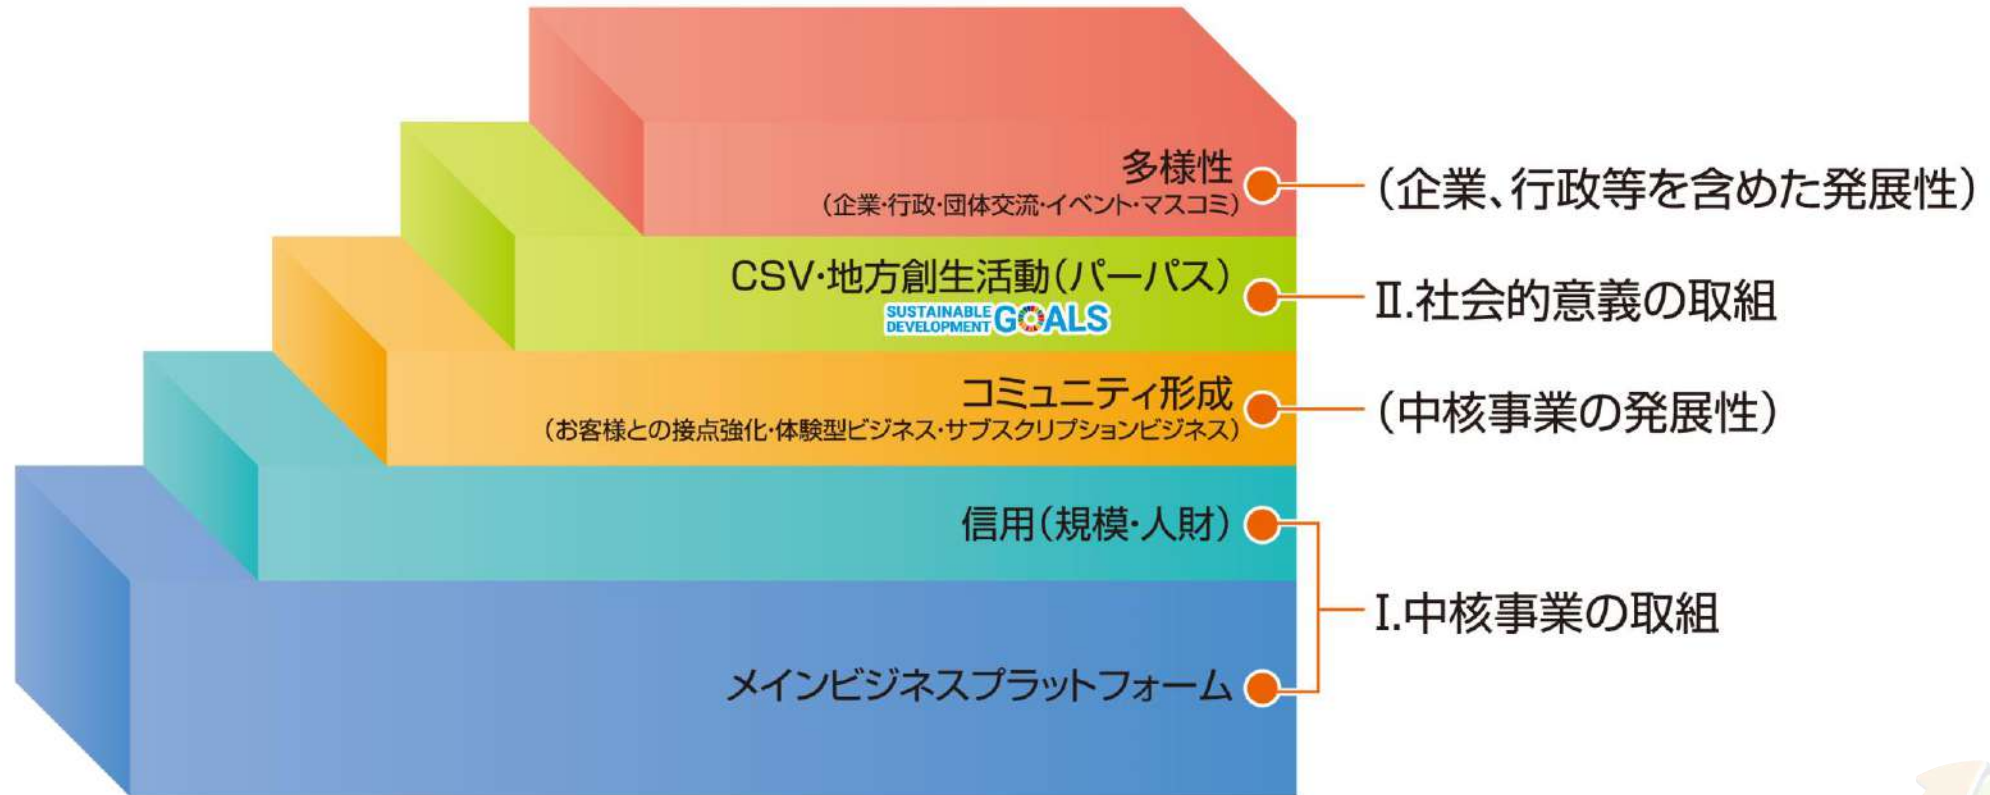 多様性
（企業・行政・団体交流・イベント・マスコミ）
（企業、行政等を含めた発展性）
CSV・地方創生活動（パーパス）
SUSTAINABLE
DEVELOPMENT GOALS
Ⅱ.社会的意義の取組
コミュニティ形成
（お客様との接点強化・体験型ビジネス・サブスクリプションビジネス）
（中核事業の発展性）
信用（規模・人財）
Ⅰ.中核事業の取組
メインビジネスプラットフォーム